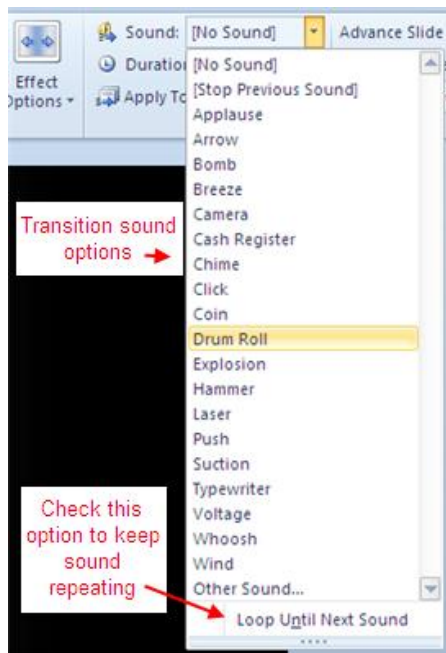 Sound:
[No Sound]
Advance Slide
Effect
Options
Duration
Apply To
[No Sound]
[Stop Previous Sound]
Applause
Arrow
Bomb
Breeze
Camera
Cash Register
Chime
Click
Coin
Drum Roll
Explosion
Hammer
Laser
Push
Suction
Typewriter
Voltage
Whoosh
Wind
Other Sound...
Loop Until Next Sound
Transition sound
options
Check this
option to keep
sound
repeating